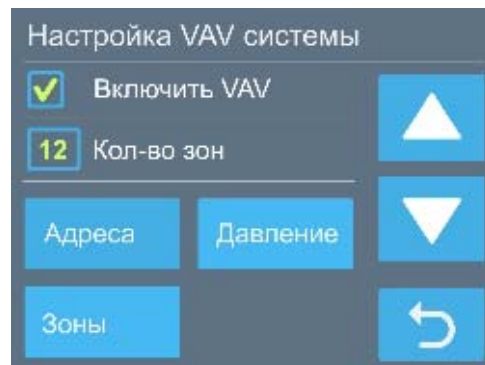 Настройка VAV системы
Включить VAV
12 Кол-во зон
Адреса Давление
Зоны